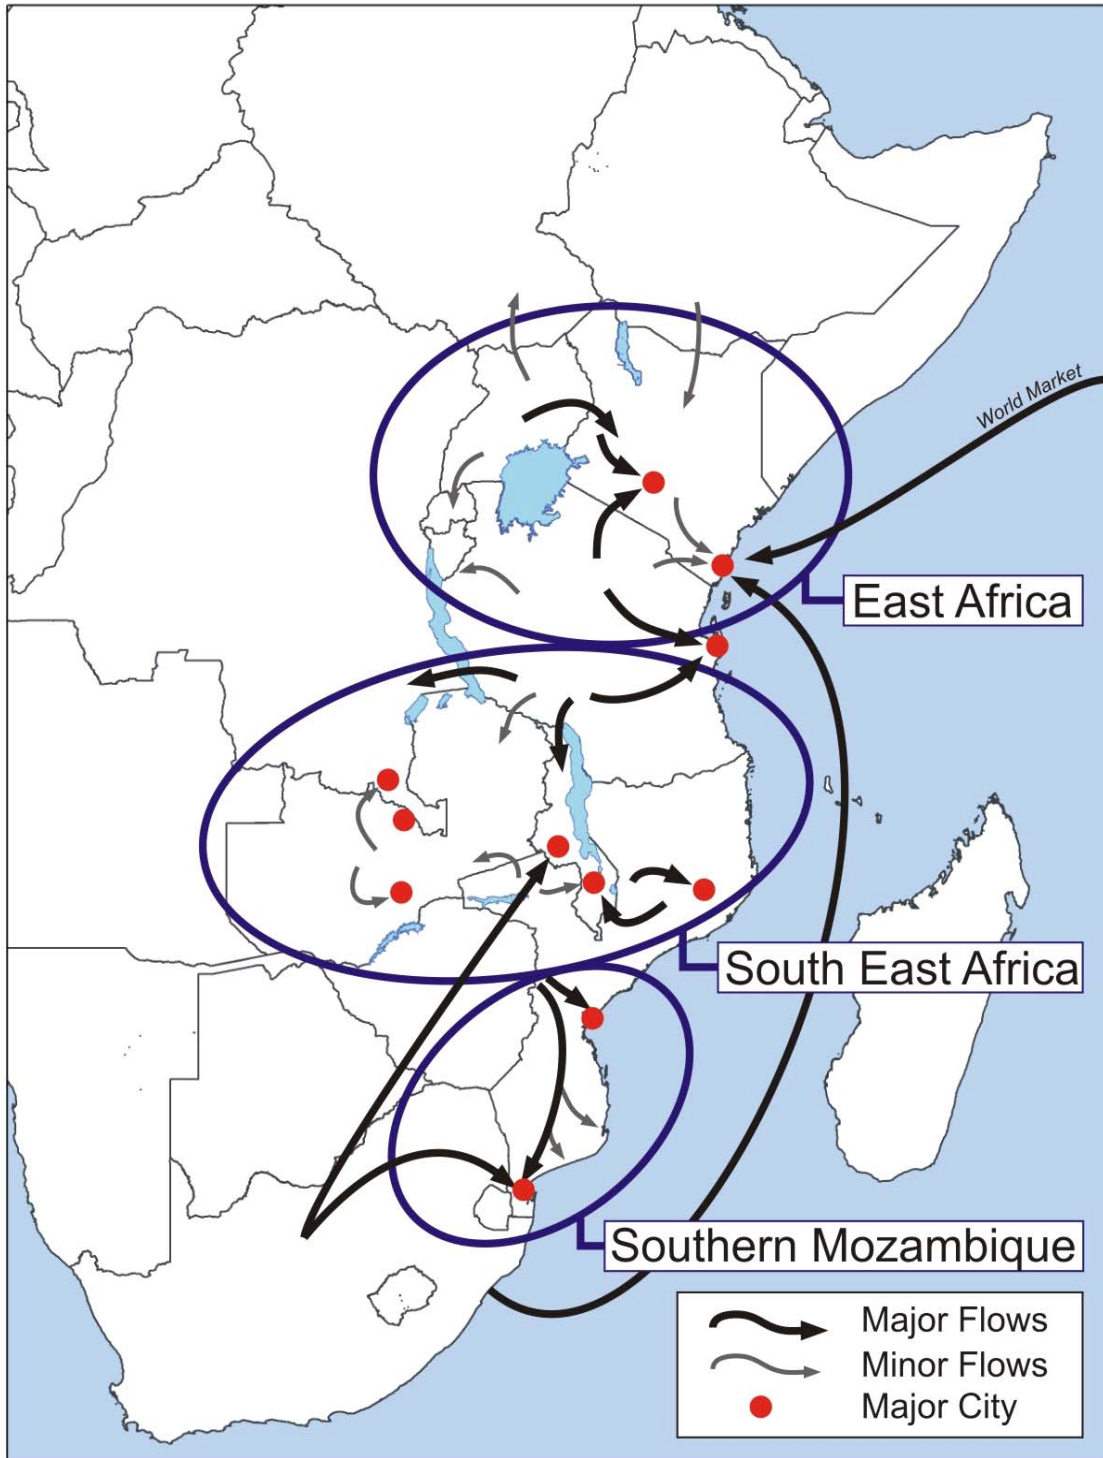 World Market
East Africa
South East Africa
Southern Mozambique
Major Flows
Minor Flows
Major City